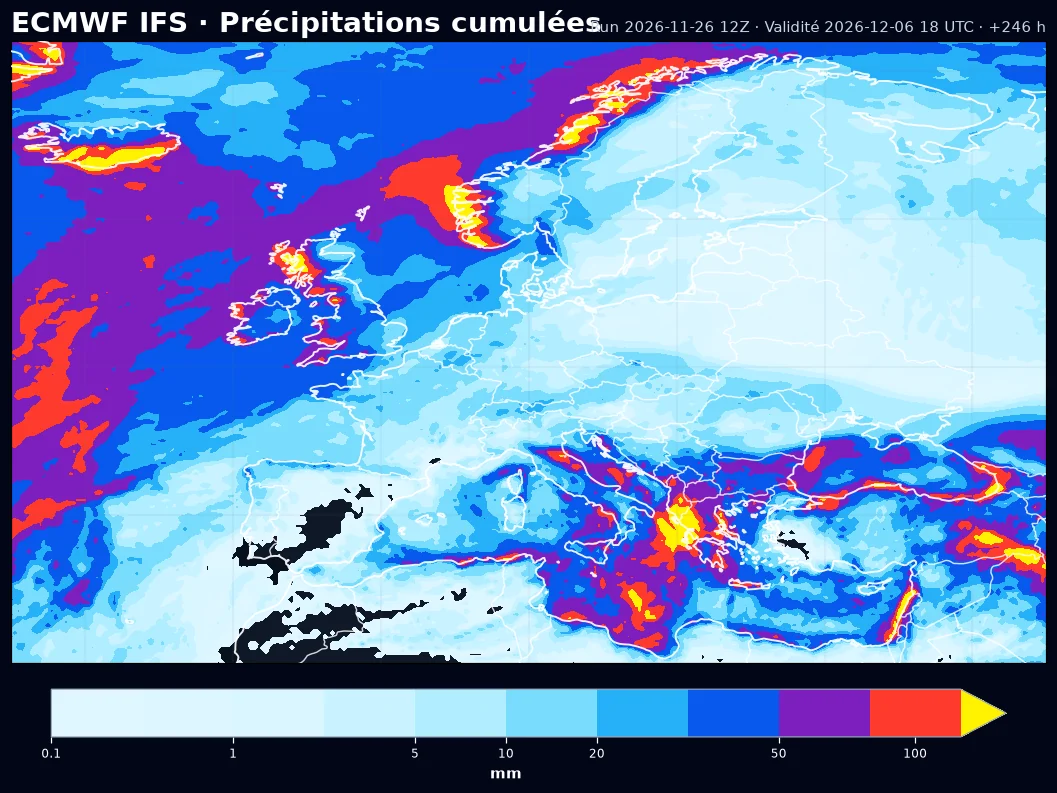 ECMWF IFS · Précipitations cumulées
Run 2026-11-26 12Z · Validité 2026-12-06 18 UTC · +246 h
0.1 1 5 10 20 50 100
mm